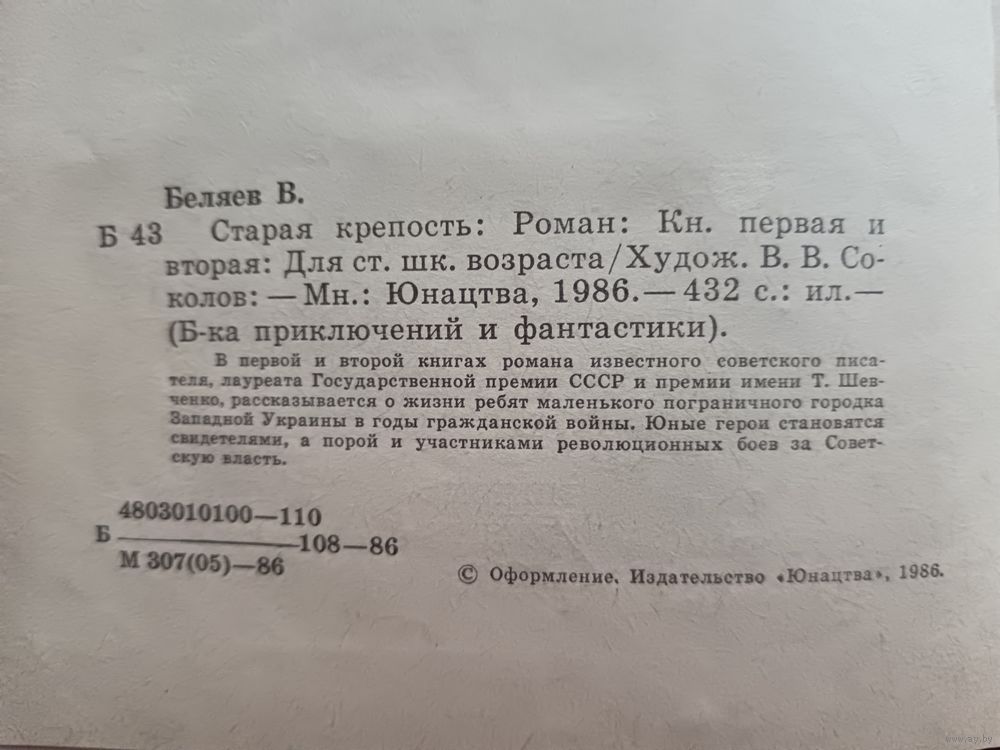 Беляев В.
Б 43 Старая крепость: Роман: Кн. первая и
вторая: Для ст. шк. возраста/Худож. В. В. Со-
колов: — Мн.: Юнацтва, 1986.— 432 с.: ил.—
(Б-ка приключений и фантастики).
В первой и второй книгах романа известного советского писа-
теля, лауреата Государственной премии СССР и премии имени Т. Шев-
ченко, рассказывается о жизни ребят маленького пограничного городка
Западной Украины в годы гражданской войны. Юные герои становятся
свидетелями, а порой и участниками революционных боев за Совет-
скую власть.
4803010100—110
Б ————— 108—86
М 307(05)—86
© Оформление. Издательство «Юнацтва», 1986.
www.ay.by